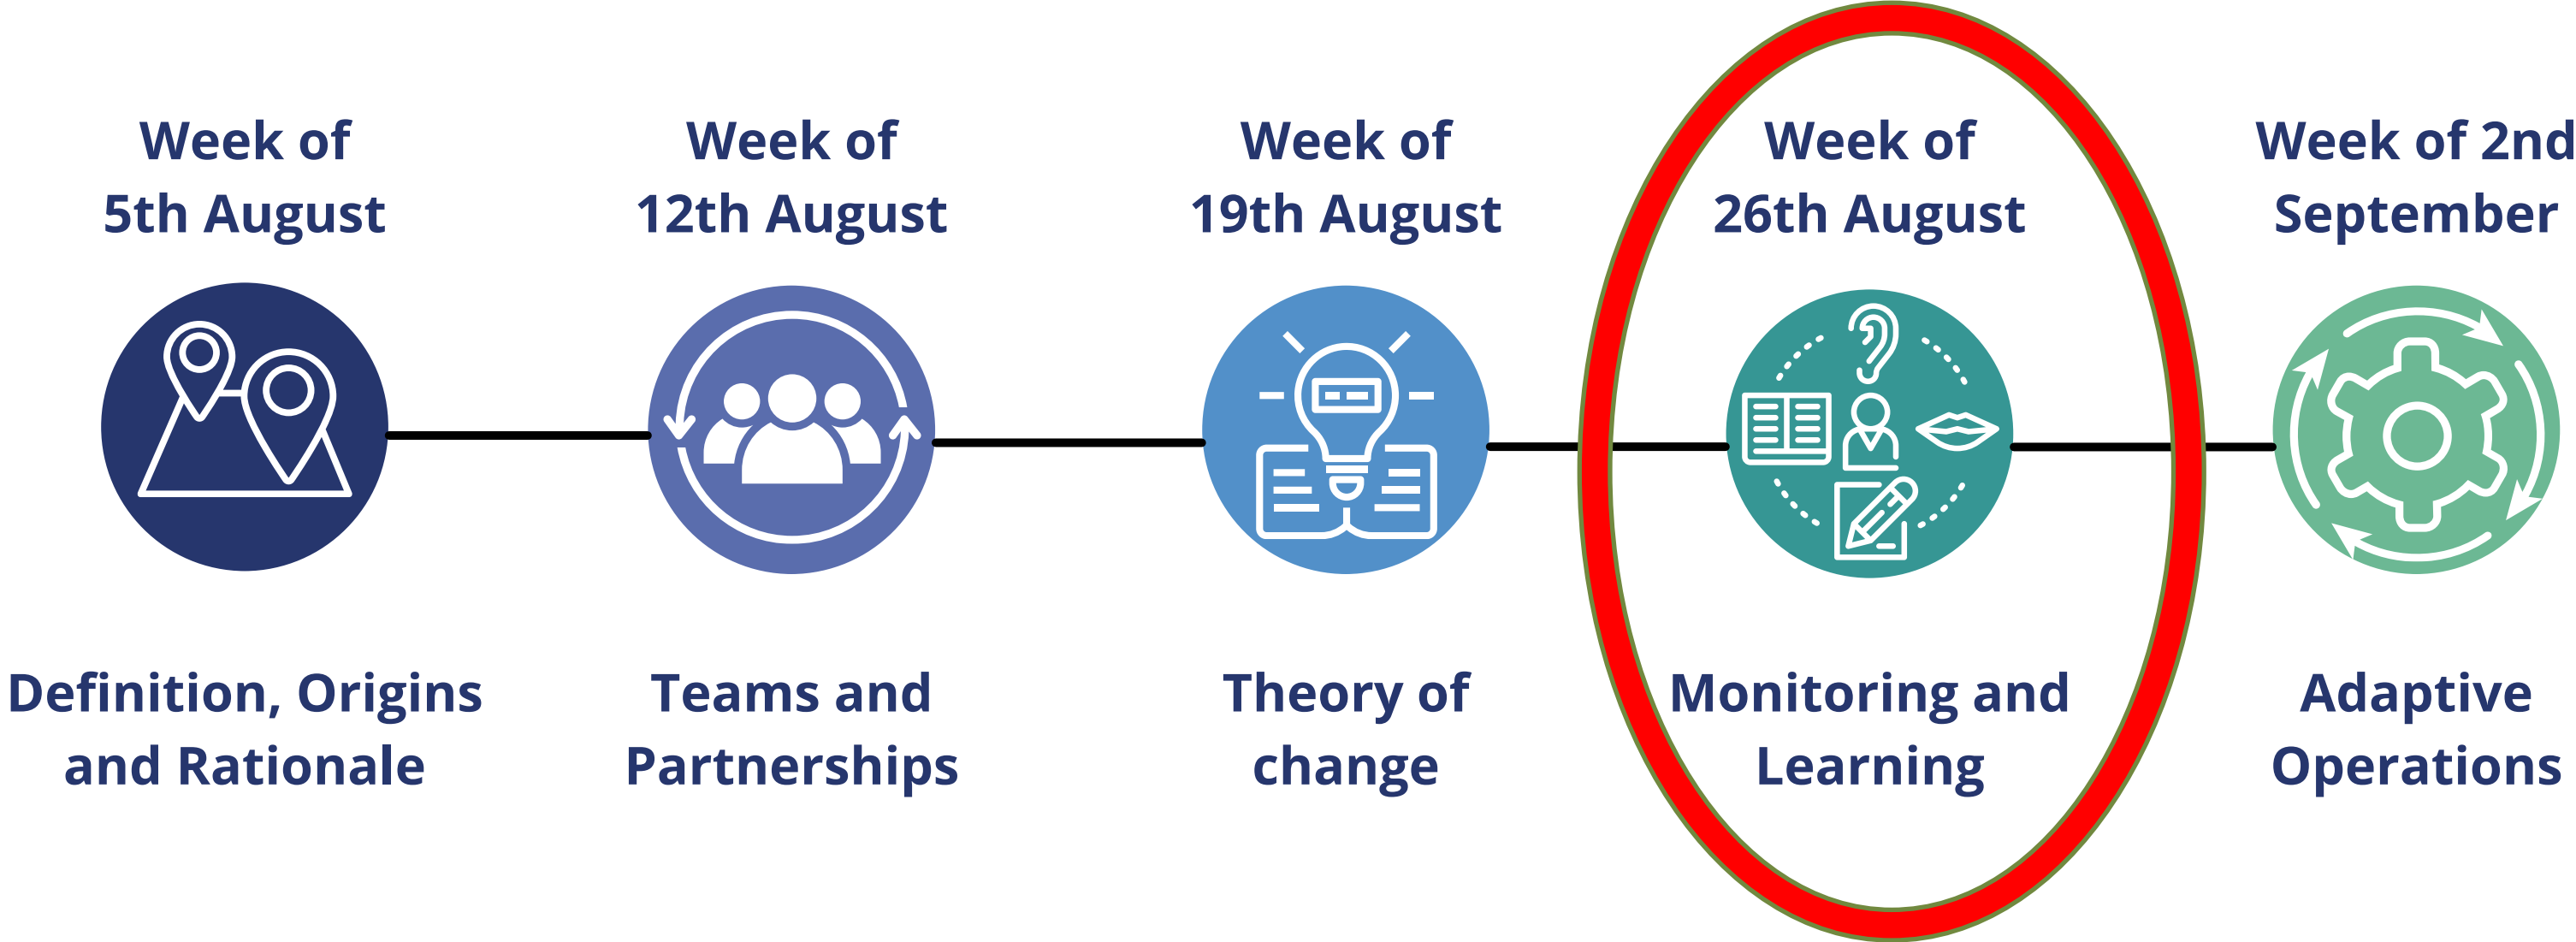 Week of
5th August
Week of
12th August
Week of
19th August
Week of
26th August
Week of 2nd
September
Definition, Origins
and Rationale
Teams and
Partnerships
Theory of
change
Monitoring and
Learning
Adaptive
Operations